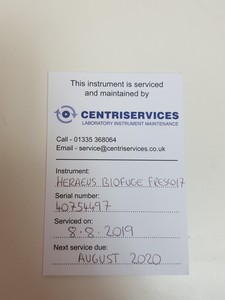 This instrument is serviced
and maintained by
CENTRISERVICES
LABORATORY INSTRUMENT MAINTENANCE
Call - 01335 368064
Email - service@centriservices.co.uk
Instrument:
HERAEUS BIOFUGE FRESCO17
Serial number:
40754497
Serviced on:
8.8.2019
Next service due:
AUGUST 2020